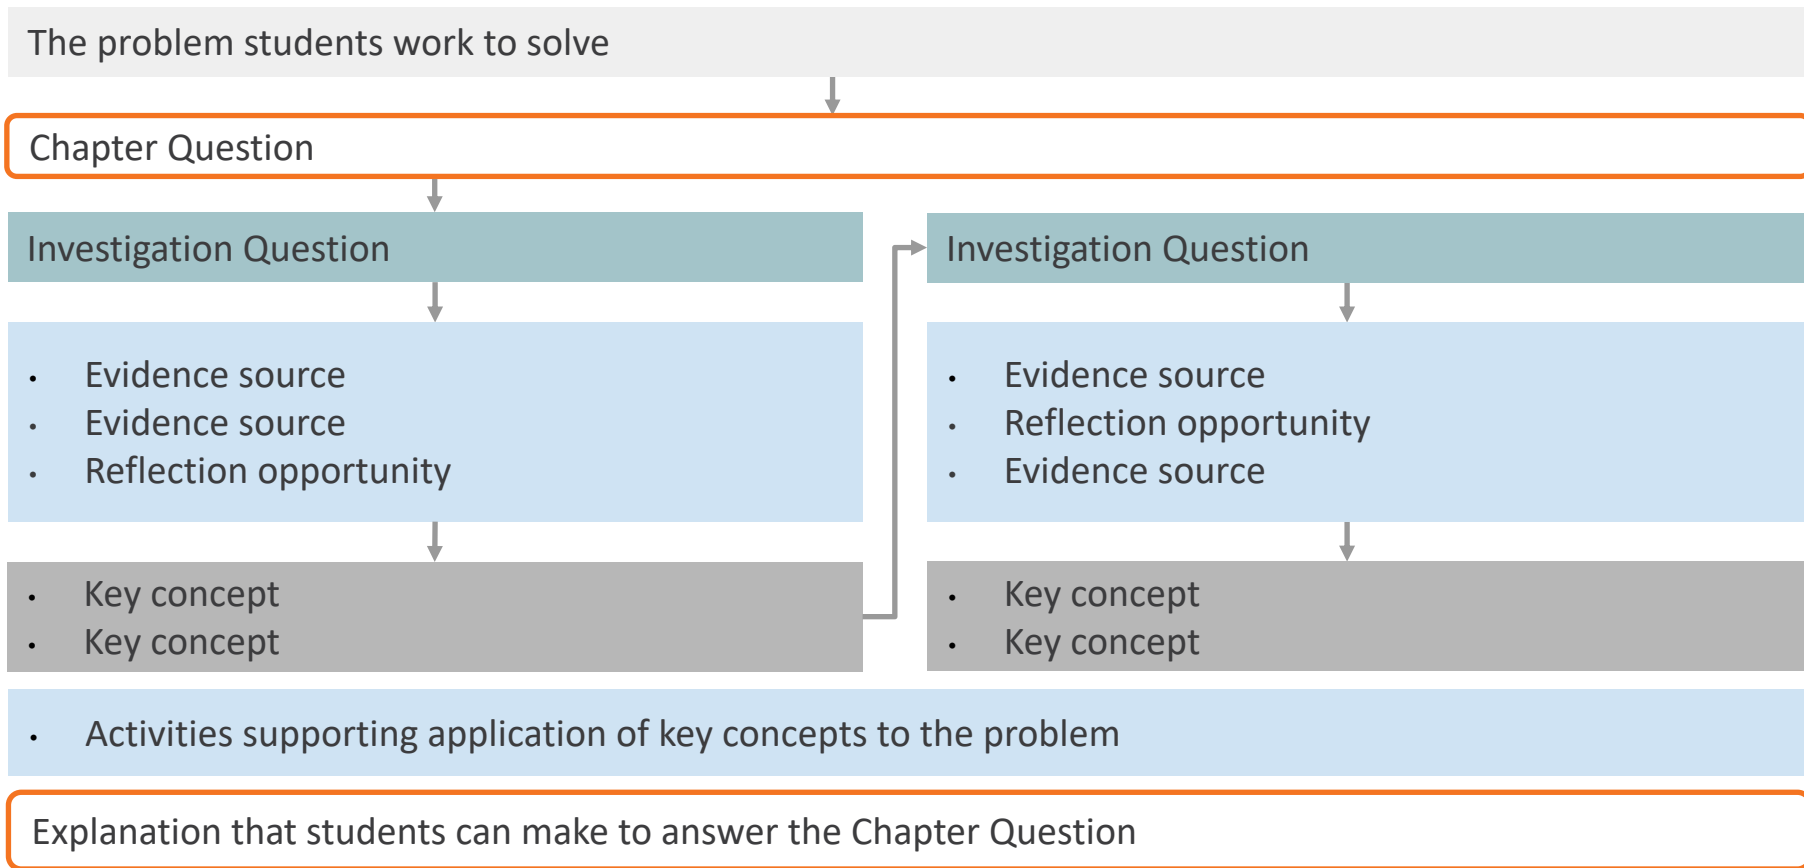 The problem students work to solve
Chapter Question
Investigation Question
• Evidence source
• Evidence source
• Reflection opportunity
• Key concept
• Key concept
Investigation Question
• Evidence source
• Reflection opportunity
• Evidence source
• Key concept
• Key concept
• Activities supporting application of key concepts to the problem
Explanation that students can make to answer the Chapter Question